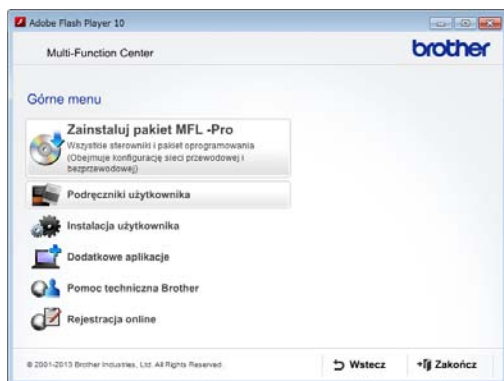 Adobe Flash Player 10
Multi-Function Center
brother
Górne menu
Zainstaluj pakiet MFL -Pro
Wszystkie sterowniki i pakiet oprogramowania
(Obejmuje konfigurację sieci przewodowej i
bezprzewodowej)
Podręczniki użytkownika
Instalacja użytkownika
Dodatkowe aplikacje
Pomoc techniczna Brother
Rejestracja online
© 2001-2013 Brother Industries, Ltd. All Rights Reserved.
Wstecz
Zakończ